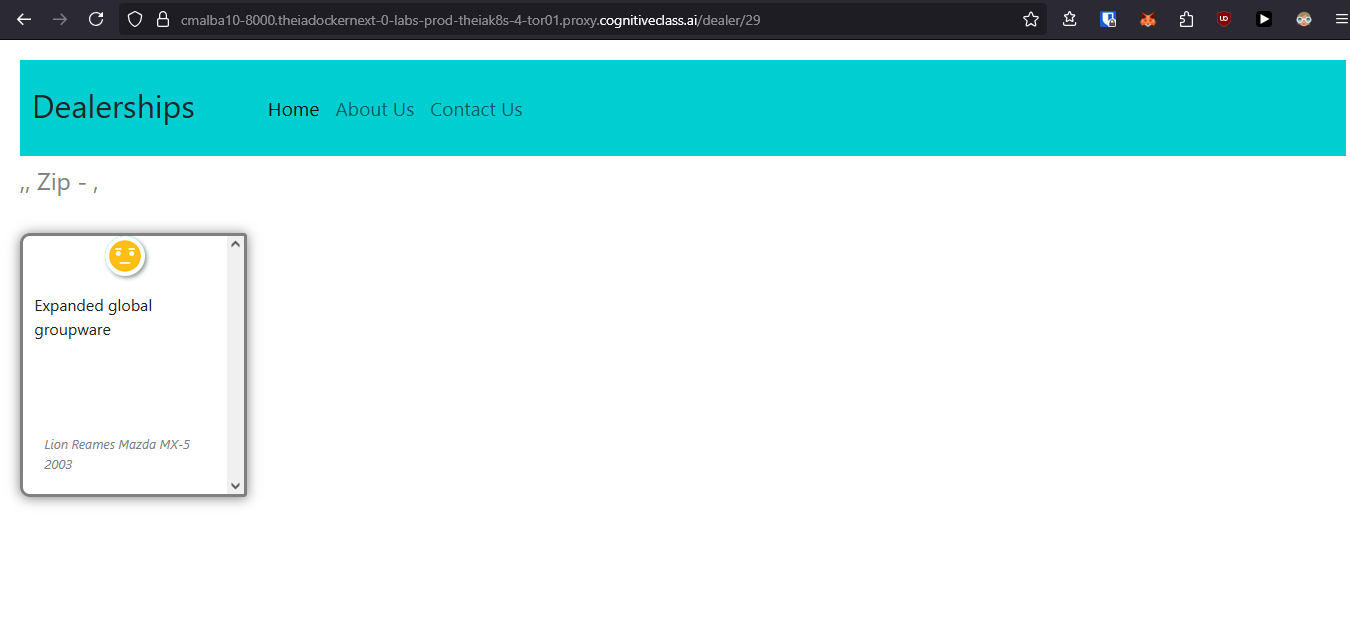 cmalba10-8000.theiadockernext-0-labs-prod-theiak8s-4-tor01.proxy.cognitiveclass.ai/dealer/29
Dealerships Home About Us Contact Us
,, Zip - ,
Expanded global
groupware
Lion Reames Mazda MX-5
2003